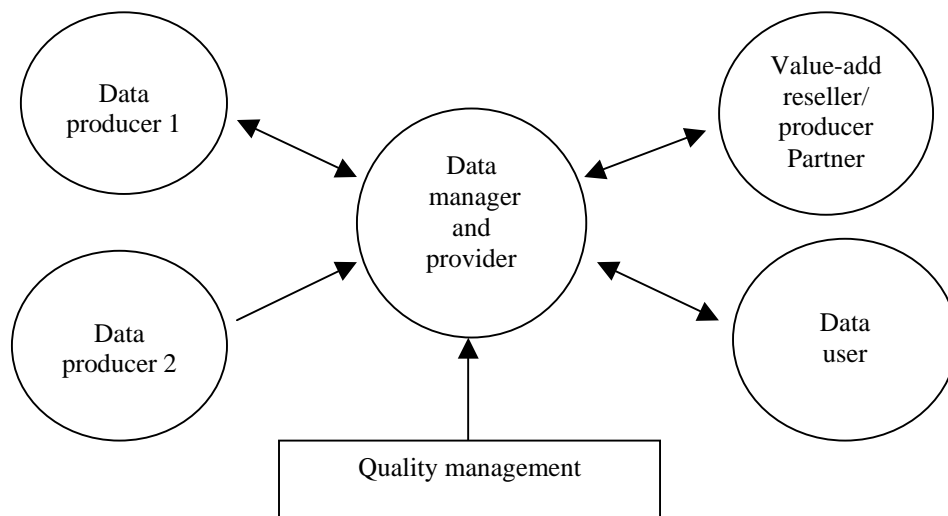 Data
producer 1
Value-add
reseller/
producer
Partner
Data
manager
and
provider
Data
producer 2
Data
user
Quality management